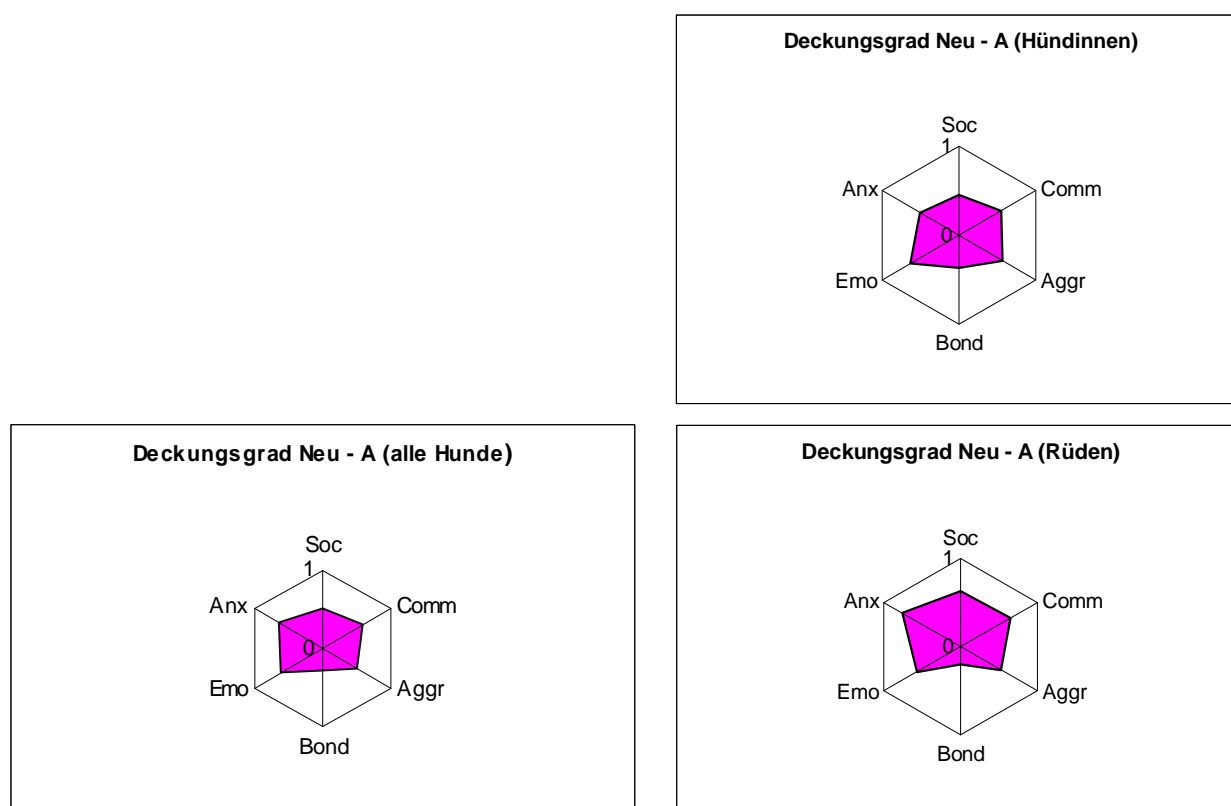 Deckungsgrad Neu - A (Hündinnen)
Soc
1
Anx
Comm
0
Emo
Aggr
Bond
Deckungsgrad Neu - A (alle Hunde)
Soc
1
Anx
Comm
0
Emo
Aggr
Bond
Deckungsgrad Neu - A (Rüden)
Soc
1
Anx
Comm
0
Emo
Aggr
Bond